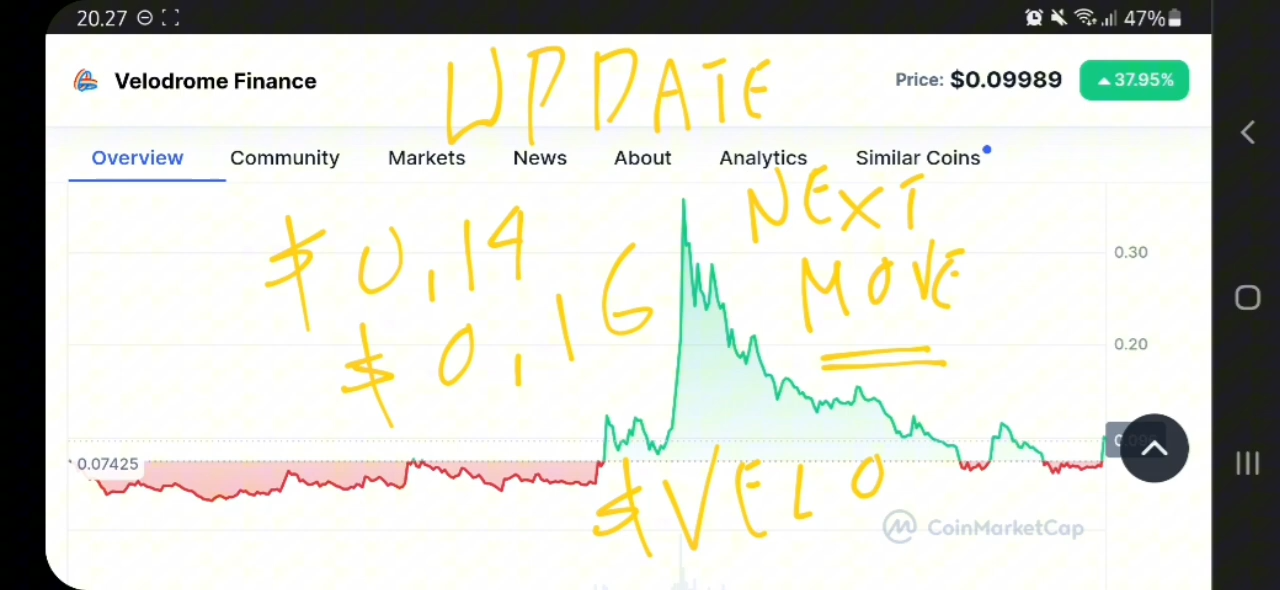 20.27
47%
Velodrome Finance
Price: $0.09989
37.95%
UPDATE
Overview
Community
Markets
News
About
Analytics
Similar Coins
NEXT
MOVE
$0,14
$0,16
0.30
0.20
0.07425
$VELO
CoinMarketCap